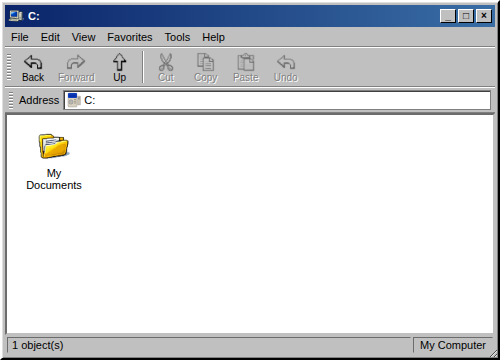 C:
File Edit View Favorites Tools Help
Back Forward Up Cut Copy Paste Undo
Address C:
My
Documents
1 object(s) My Computer